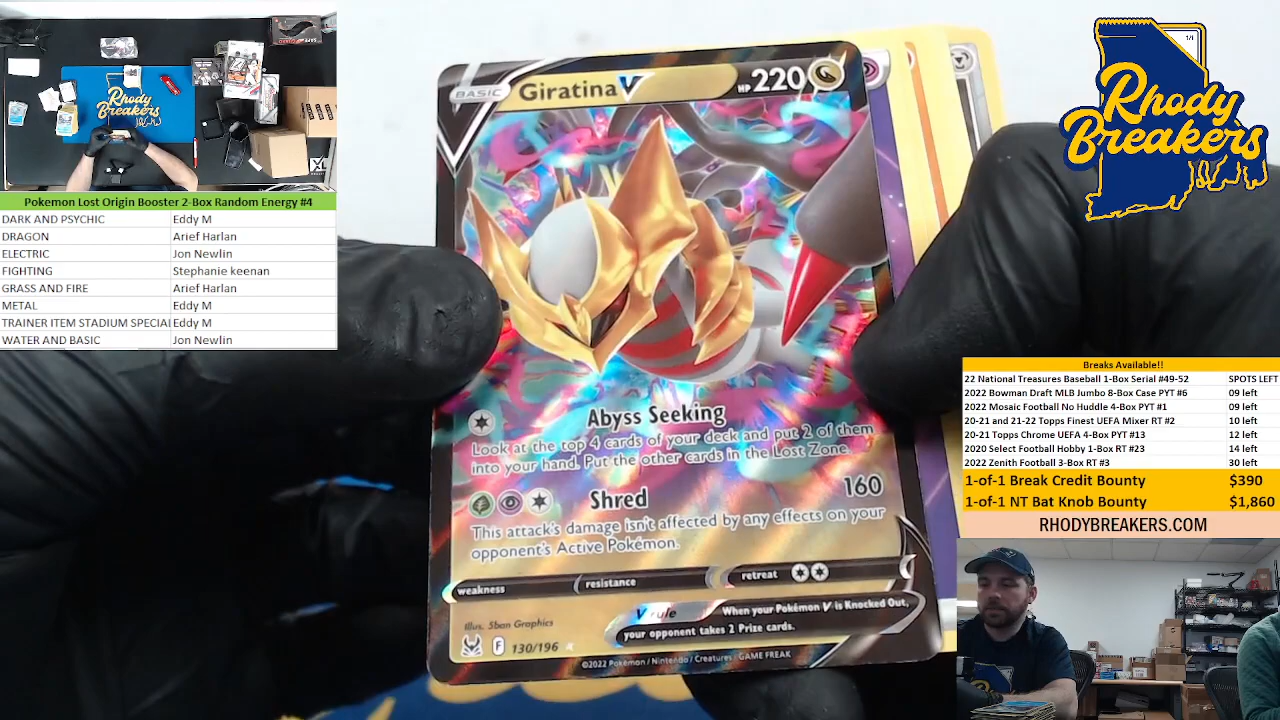 Rhody
Breakers
Pokemon Lost Origin Booster 2-Box Random Energy #4
DARK AND PSYCHIC Eddy M
DRAGON Arief Harlan
ELECTRIC Jon Newlin
FIGHTING Stephanie keenan
GRASS AND FIRE Arief Harlan
METAL Eddy M
TRAINER ITEM STADIUM SPECIAL Eddy M
WATER AND BASIC Jon Newlin
BASIC Giratina V HP 220
Abyss Seeking
Look at the top 4 cards of your deck and put 2 of them
into your hand. Put the other cards in the Lost Zone.
Shred 160
This attack's damage isn't affected by any effects on your
opponent's Active Pokémon.
weakness resistance retreat
V rule When your Pokémon V is Knocked Out,
your opponent takes 2 Prize cards.
Illus. 5ban Graphics
F 130/196
©2022 Pokémon / Nintendo / Creatures / GAME FREAK
1/1
Rhody
Breakers
Breaks Available!!
22 National Treasures Baseball 1-Box Serial #49-52 SPOTS LEFT
2022 Bowman Draft MLB Jumbo 8-Box Case PYT #6 09 left
2022 Mosaic Football No Huddle 4-Box PYT #1 09 left
20-21 and 21-22 Topps Finest UEFA Mixer RT #2 10 left
20-21 Topps Chrome UEFA 4-Box PYT #13 12 left
2020 Select Football Hobby 1-Box RT #23 14 left
2022 Zenith Football 3-Box RT #3 30 left
1-of-1 Break Credit Bounty $390
1-of-1 NT Bat Knob Bounty $1,860
RHODYBREAKERS.COM